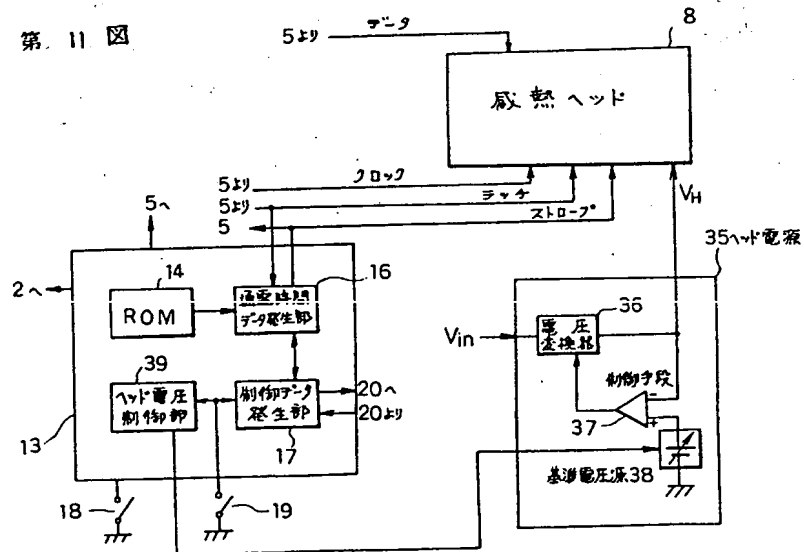 第 11 図
5より データ
8
感熱ヘッド
5より クロック
5より ラッチ
5 ストローブ
VH
5へ
2へ
14
ROM
16
通電時間
データ発生部
39
ヘッド電圧
制御部
制御データ
発生部
17
20へ
20より
13
18
19
35ヘッド電源
Vin
36
電圧
変換器
制御手段
37
-
+
基準電圧源38